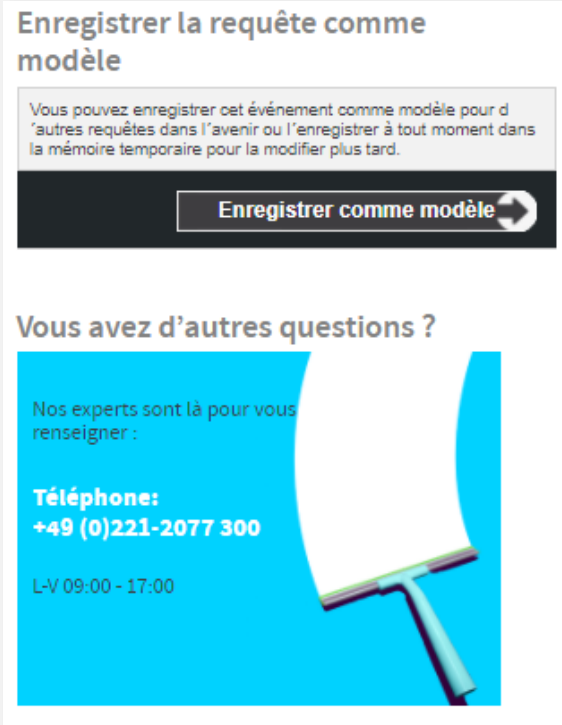 Enregistrer la requête comme
modèle
Vous pouvez enregistrer cet événement comme modèle pour d
´autres requêtes dans l´avenir ou l´enregistrer à tout moment dans
la mémoire temporaire pour la modifier plus tard.
Enregistrer comme modèle
Vous avez d’autres questions ?
Nos experts sont là pour vous
renseigner :
Téléphone:
+49 (0)221-2077 300
L-V 09:00 - 17:00